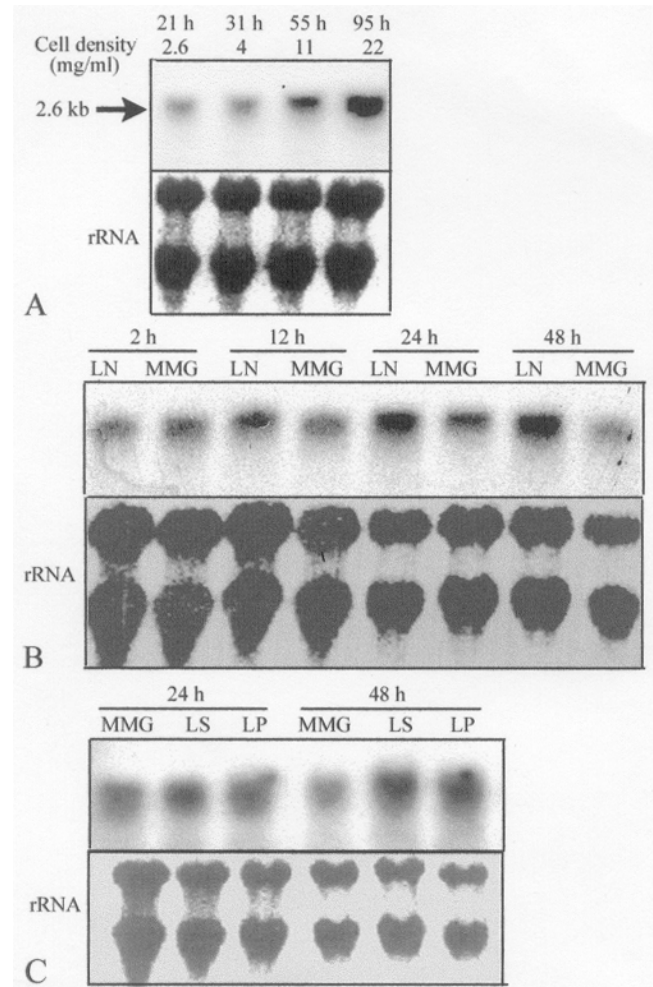 21 h 31 h 55 h 95 h
Cell density 2.6 4 11 22
(mg/ml)
2.6 kb
rRNA
A
2 h 12 h 24 h 48 h
LN MMG LN MMG LN MMG LN MMG
rRNA
B
24 h 48 h
MMG LS LP MMG LS LP
rRNA
C